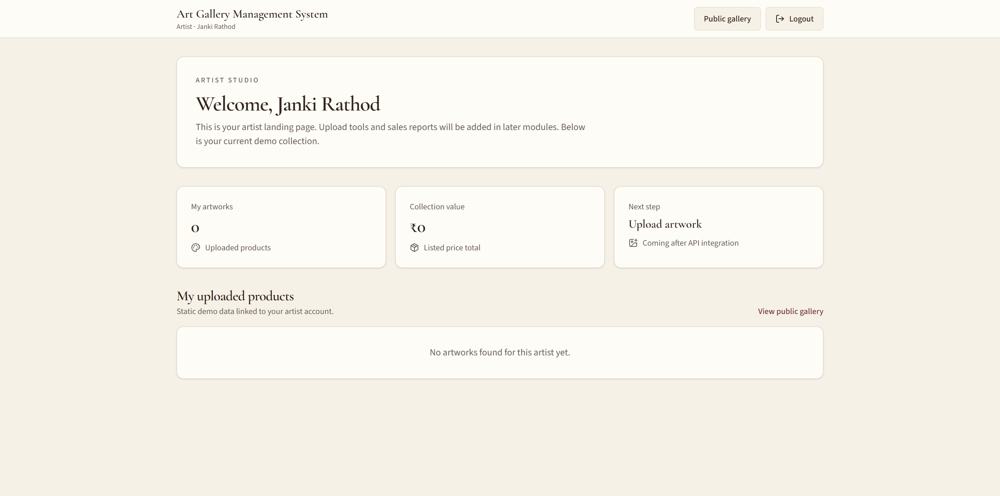 Art Gallery Management System
Artist · Janki Rathod
Public gallery
Logout
ARTIST STUDIO
Welcome, Janki Rathod
This is your artist landing page. Upload tools and sales reports will be added in later modules. Below
is your current demo collection.
My artworks
0
Uploaded products
Collection value
₹0
Listed price total
Next step
Upload artwork
Coming after API integration
My uploaded products
Static demo data linked to your artist account.
View public gallery
No artworks found for this artist yet.